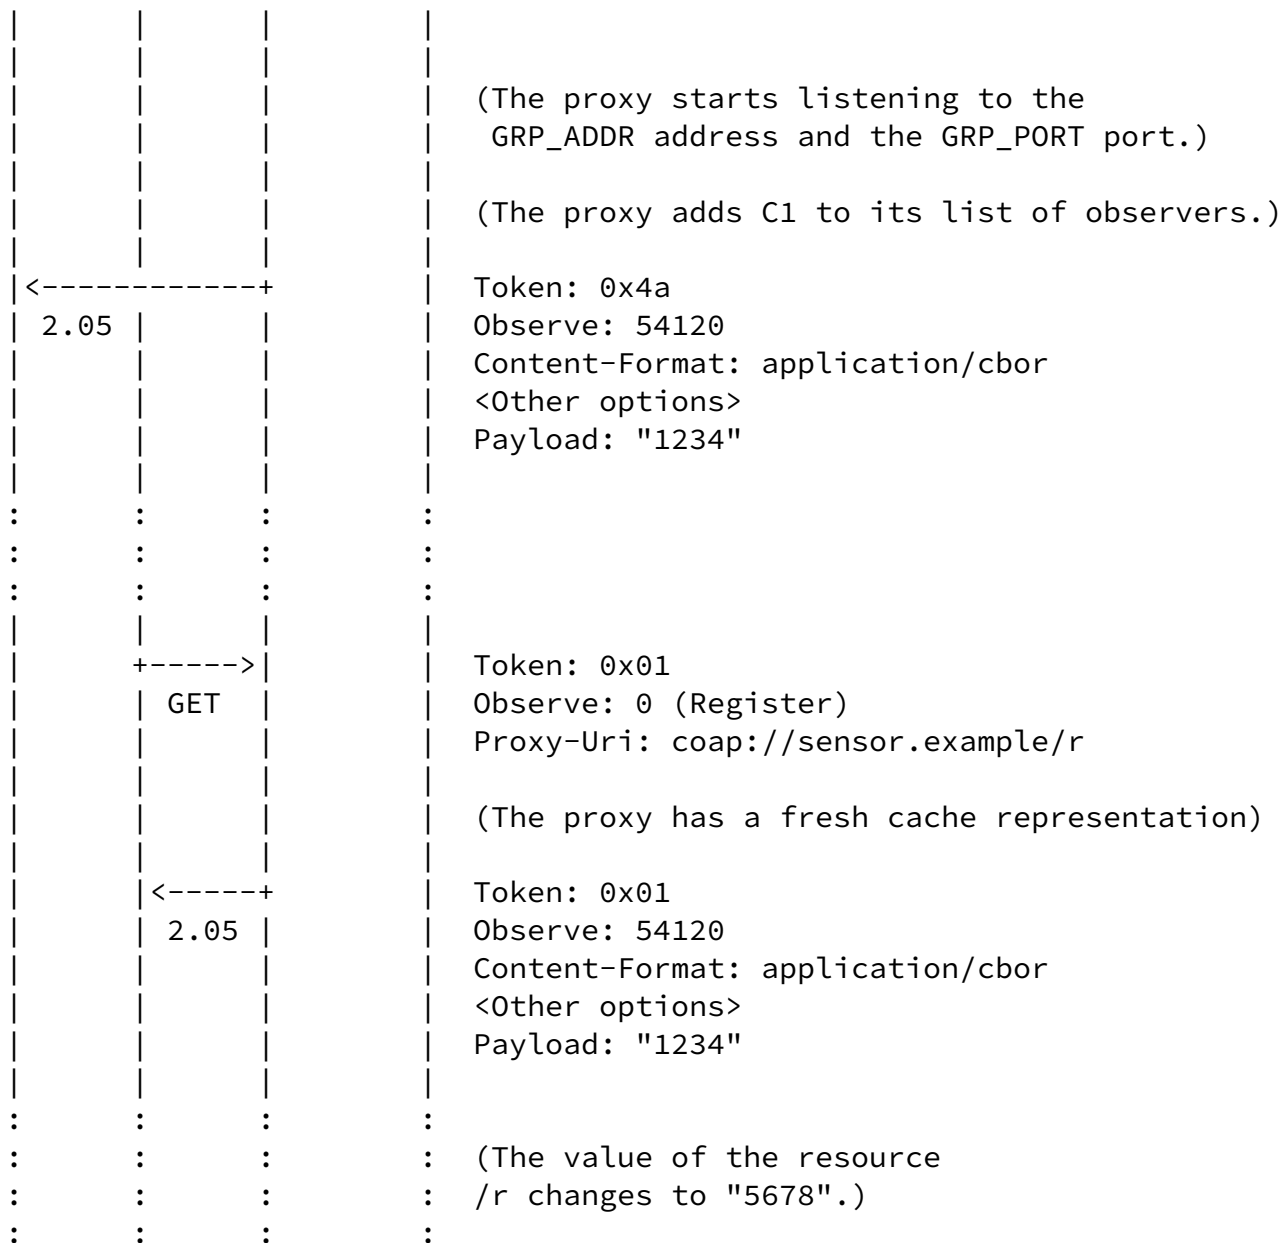 |       |       |         |
|       |       |         |
|       |       |         |  (The proxy starts listening to the
|       |       |         |   GRP_ADDR address and the GRP_PORT port.)
|       |       |         |
|       |       |         |  (The proxy adds C1 to its list of observers.)
|       |       |         |
|<--------------+         |  Token: 0x4a
| 2.05  |       |         |  Observe: 54120
|       |       |         |  Content-Format: application/cbor
|       |       |         |  <Other options>
|       |       |         |  Payload: "1234"
|       |       |         |
:       :       :         :
:       :       :         :
:       :       :         :
|       |       |         |
|       +------>|         |  Token: 0x01
|       | GET   |         |  Observe: 0 (Register)
|       |       |         |  Proxy-Uri: coap://sensor.example/r
|       |       |         |
|       |       |         |  (The proxy has a fresh cache representation)
|       |       |         |
|       |<------+         |  Token: 0x01
|       | 2.05  |         |  Observe: 54120
|       |       |         |  Content-Format: application/cbor
|       |       |         |  <Other options>
|       |       |         |  Payload: "1234"
|       |       |         |
:       :       :         :
:       :       :         :  (The value of the resource
:       :       :         :  /r changes to "5678".)
:       :       :         :